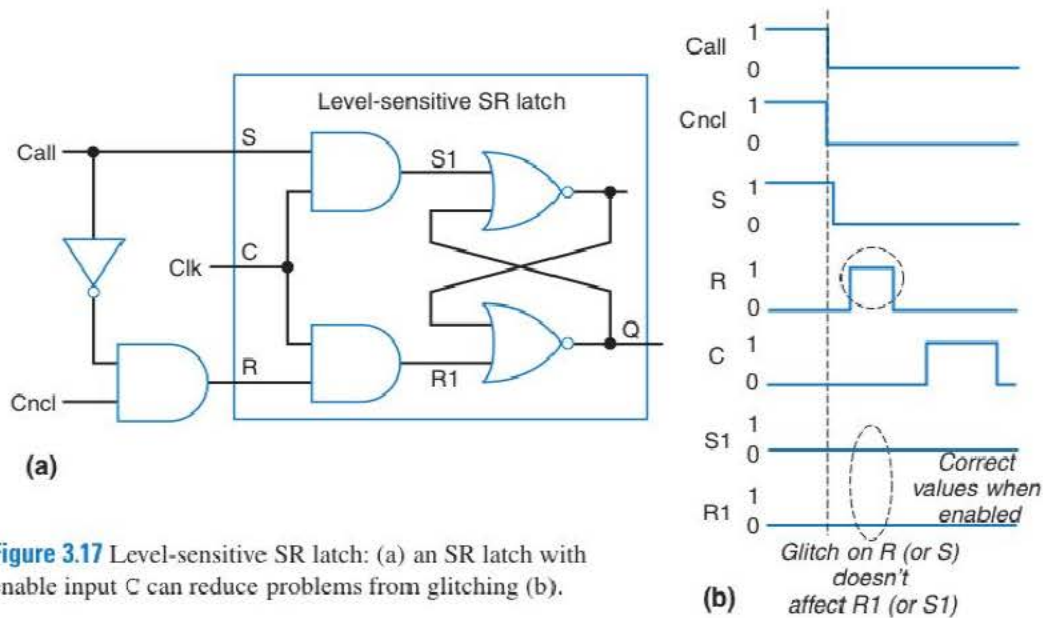 Level-sensitive SR latch
Call
S
S1
Clk
C
Q
R
R1
Cncl
(a)
Call
1
0
Cncl
1
0
S
1
0
R
1
0
C
1
0
S1
1
0
R1
1
0
Correct
values when
enabled
Glitch on R (or S)
doesn't
affect R1 (or S1)
(b)
igure 3.17 Level-sensitive SR latch: (a) an SR latch with
nable input C can reduce problems from glitching (b).